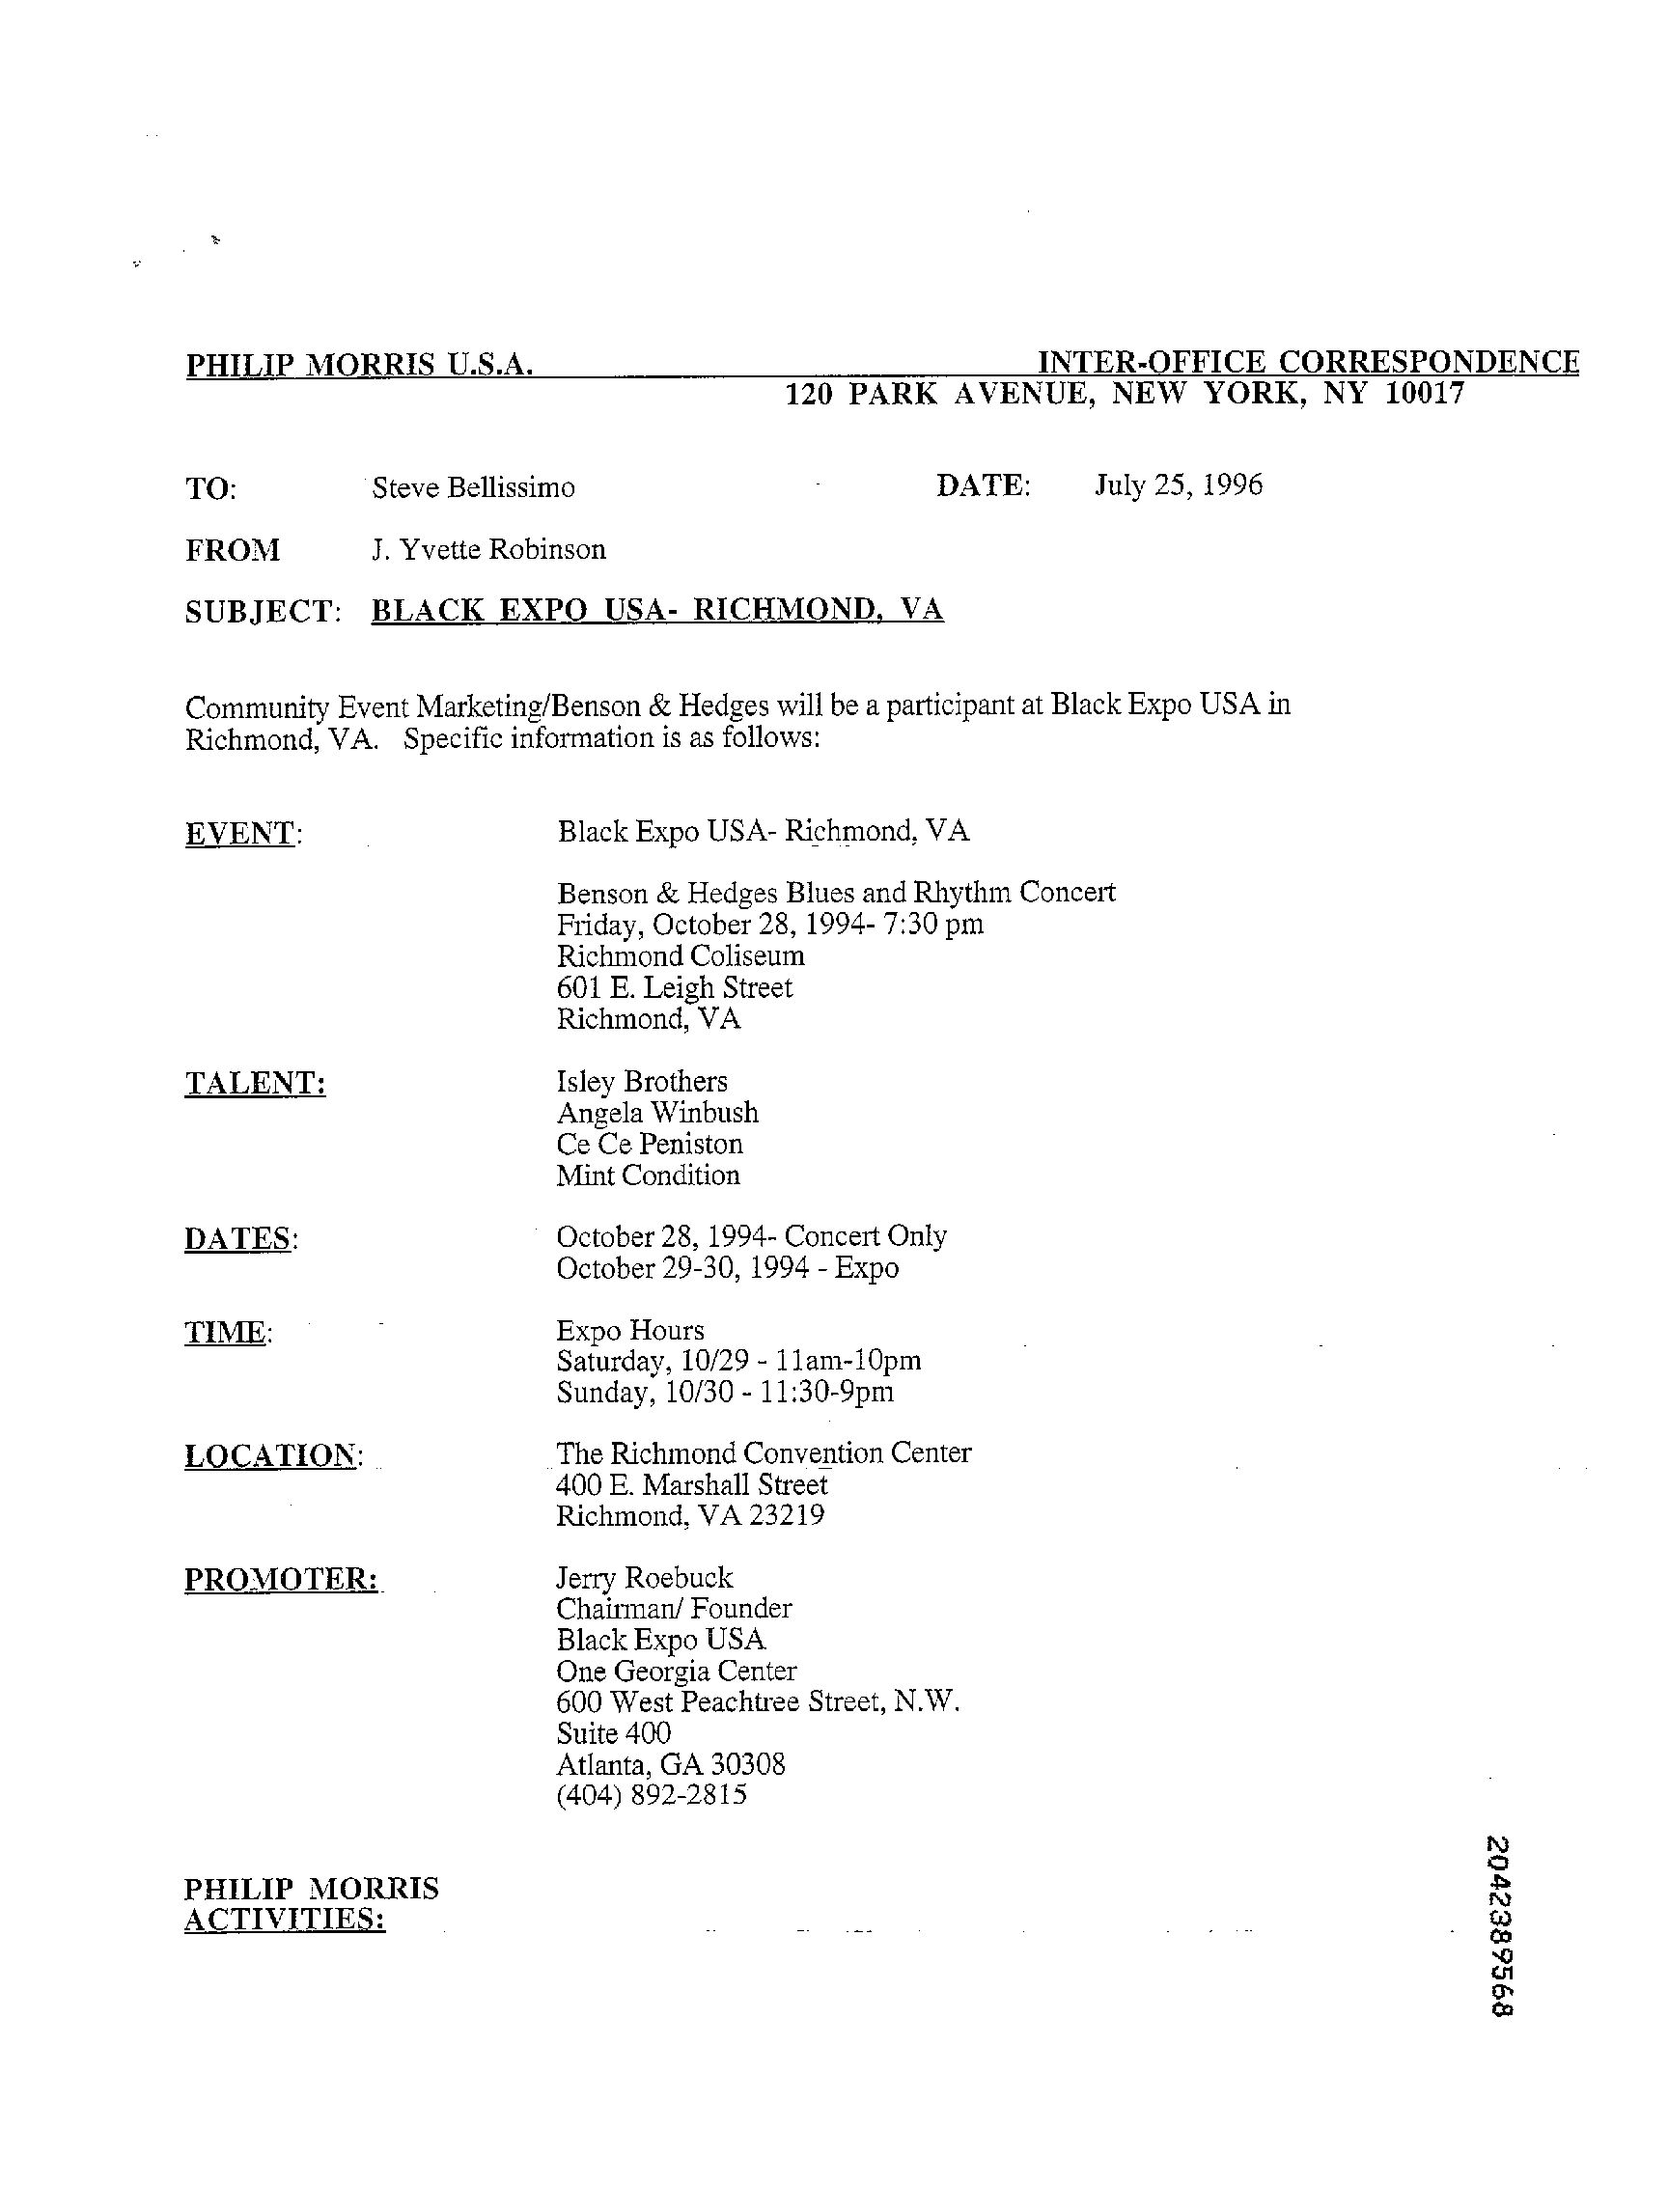 PHILIP MORRIS U.S.A. INTER-OFFICE CORRESPONDENCE
120 PARK AVENUE, NEW YORK, NY 10017
TO: Steve Bellissimo DATE: July 25, 1996
FROM J. Yvette Robinson
SUBJECT: BLACK EXPO USA- RICHMOND, VA
Community Event Marketing/Benson & Hedges will be a participant at Black Expo USA in
Richmond, VA. Specific information is as follows:
EVENT: Black Expo USA- Richmond, VA
Benson & Hedges Blues and Rhythm Concert
Friday, October 28, 1994- 7:30 pm
Richmond Coliseum
601 E. Leigh Street
Richmond, VA
TALENT: Isley Brothers
Angela Winbush
Ce Ce Peniston
Mint Condition
DATES: October 28, 1994- Concert Only
October 29-30, 1994 - Expo
TIME: Expo Hours
Saturday, 10/29 - 11am-10pm
Sunday, 10/30 - 11:30-9pm
LOCATION: The Richmond Convention Center
400 E. Marshall Street
Richmond, VA 23219
PROMOTER: Jerry Roebuck
Chairman/ Founder
Black Expo USA
One Georgia Center
600 West Peachtree Street, N.W.
Suite 400
Atlanta, GA 30308
(404) 892-2815
PHILIP MORRIS
ACTIVITIES:
2042389568